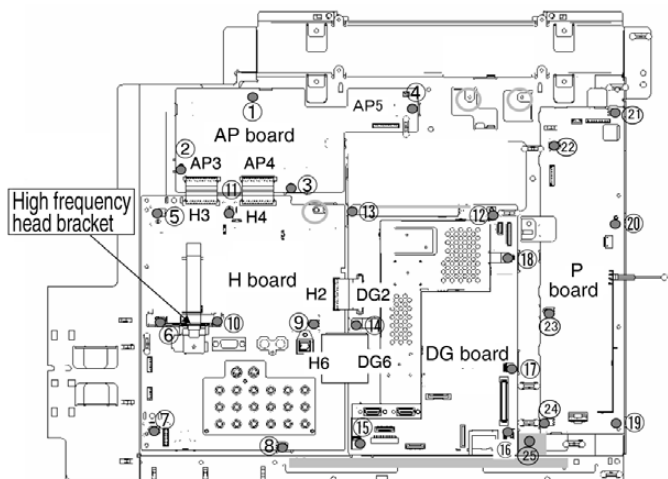 ①
④
AP5
AP board
②
AP3
AP4
③
⑪
High frequency
head bracket
⑤
H3
H4
⑬
⑫
H board
H2
DG2
⑱
⑥
⑩
⑨
⑭
H6
DG6
DG board
⑰
⑦
⑧
⑮
⑯
㉑
㉒
⑳
P
board
㉓
㉔
⑲
㉕